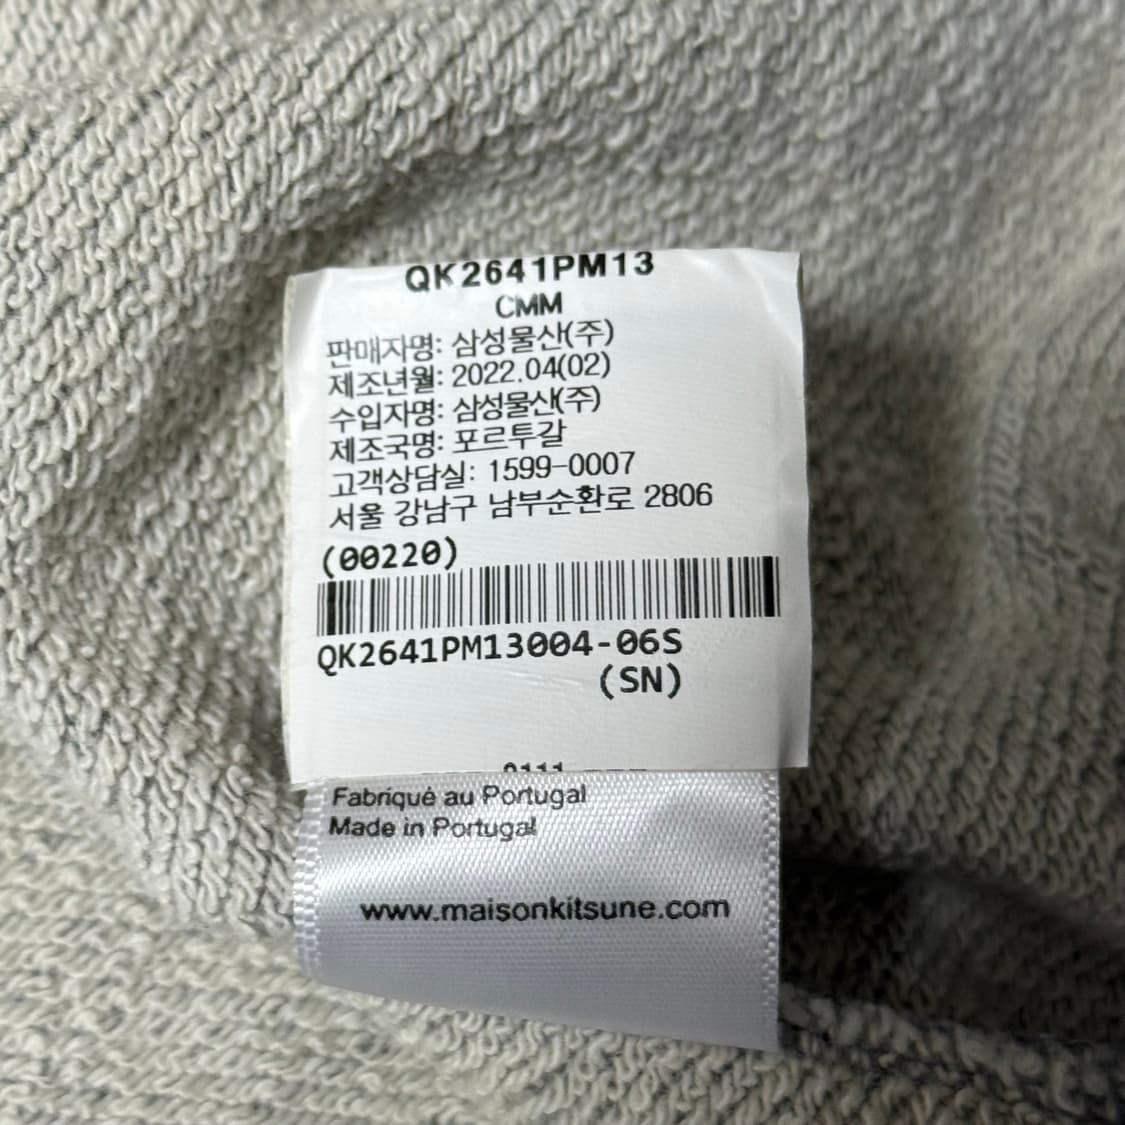 QK2641PM13
CMM
판매자명: 삼성물산(주)
제조년월: 2022.04(02)
수입자명: 삼성물산(주)
제조국명: 포르투갈
고객상담실: 1599-0007
서울 강남구 남부순환로 2806
(00220)
QK2641PM13004-06S
(SN)
Fabriqué au Portugal
Made in Portugal
www.maisonkitsune.com